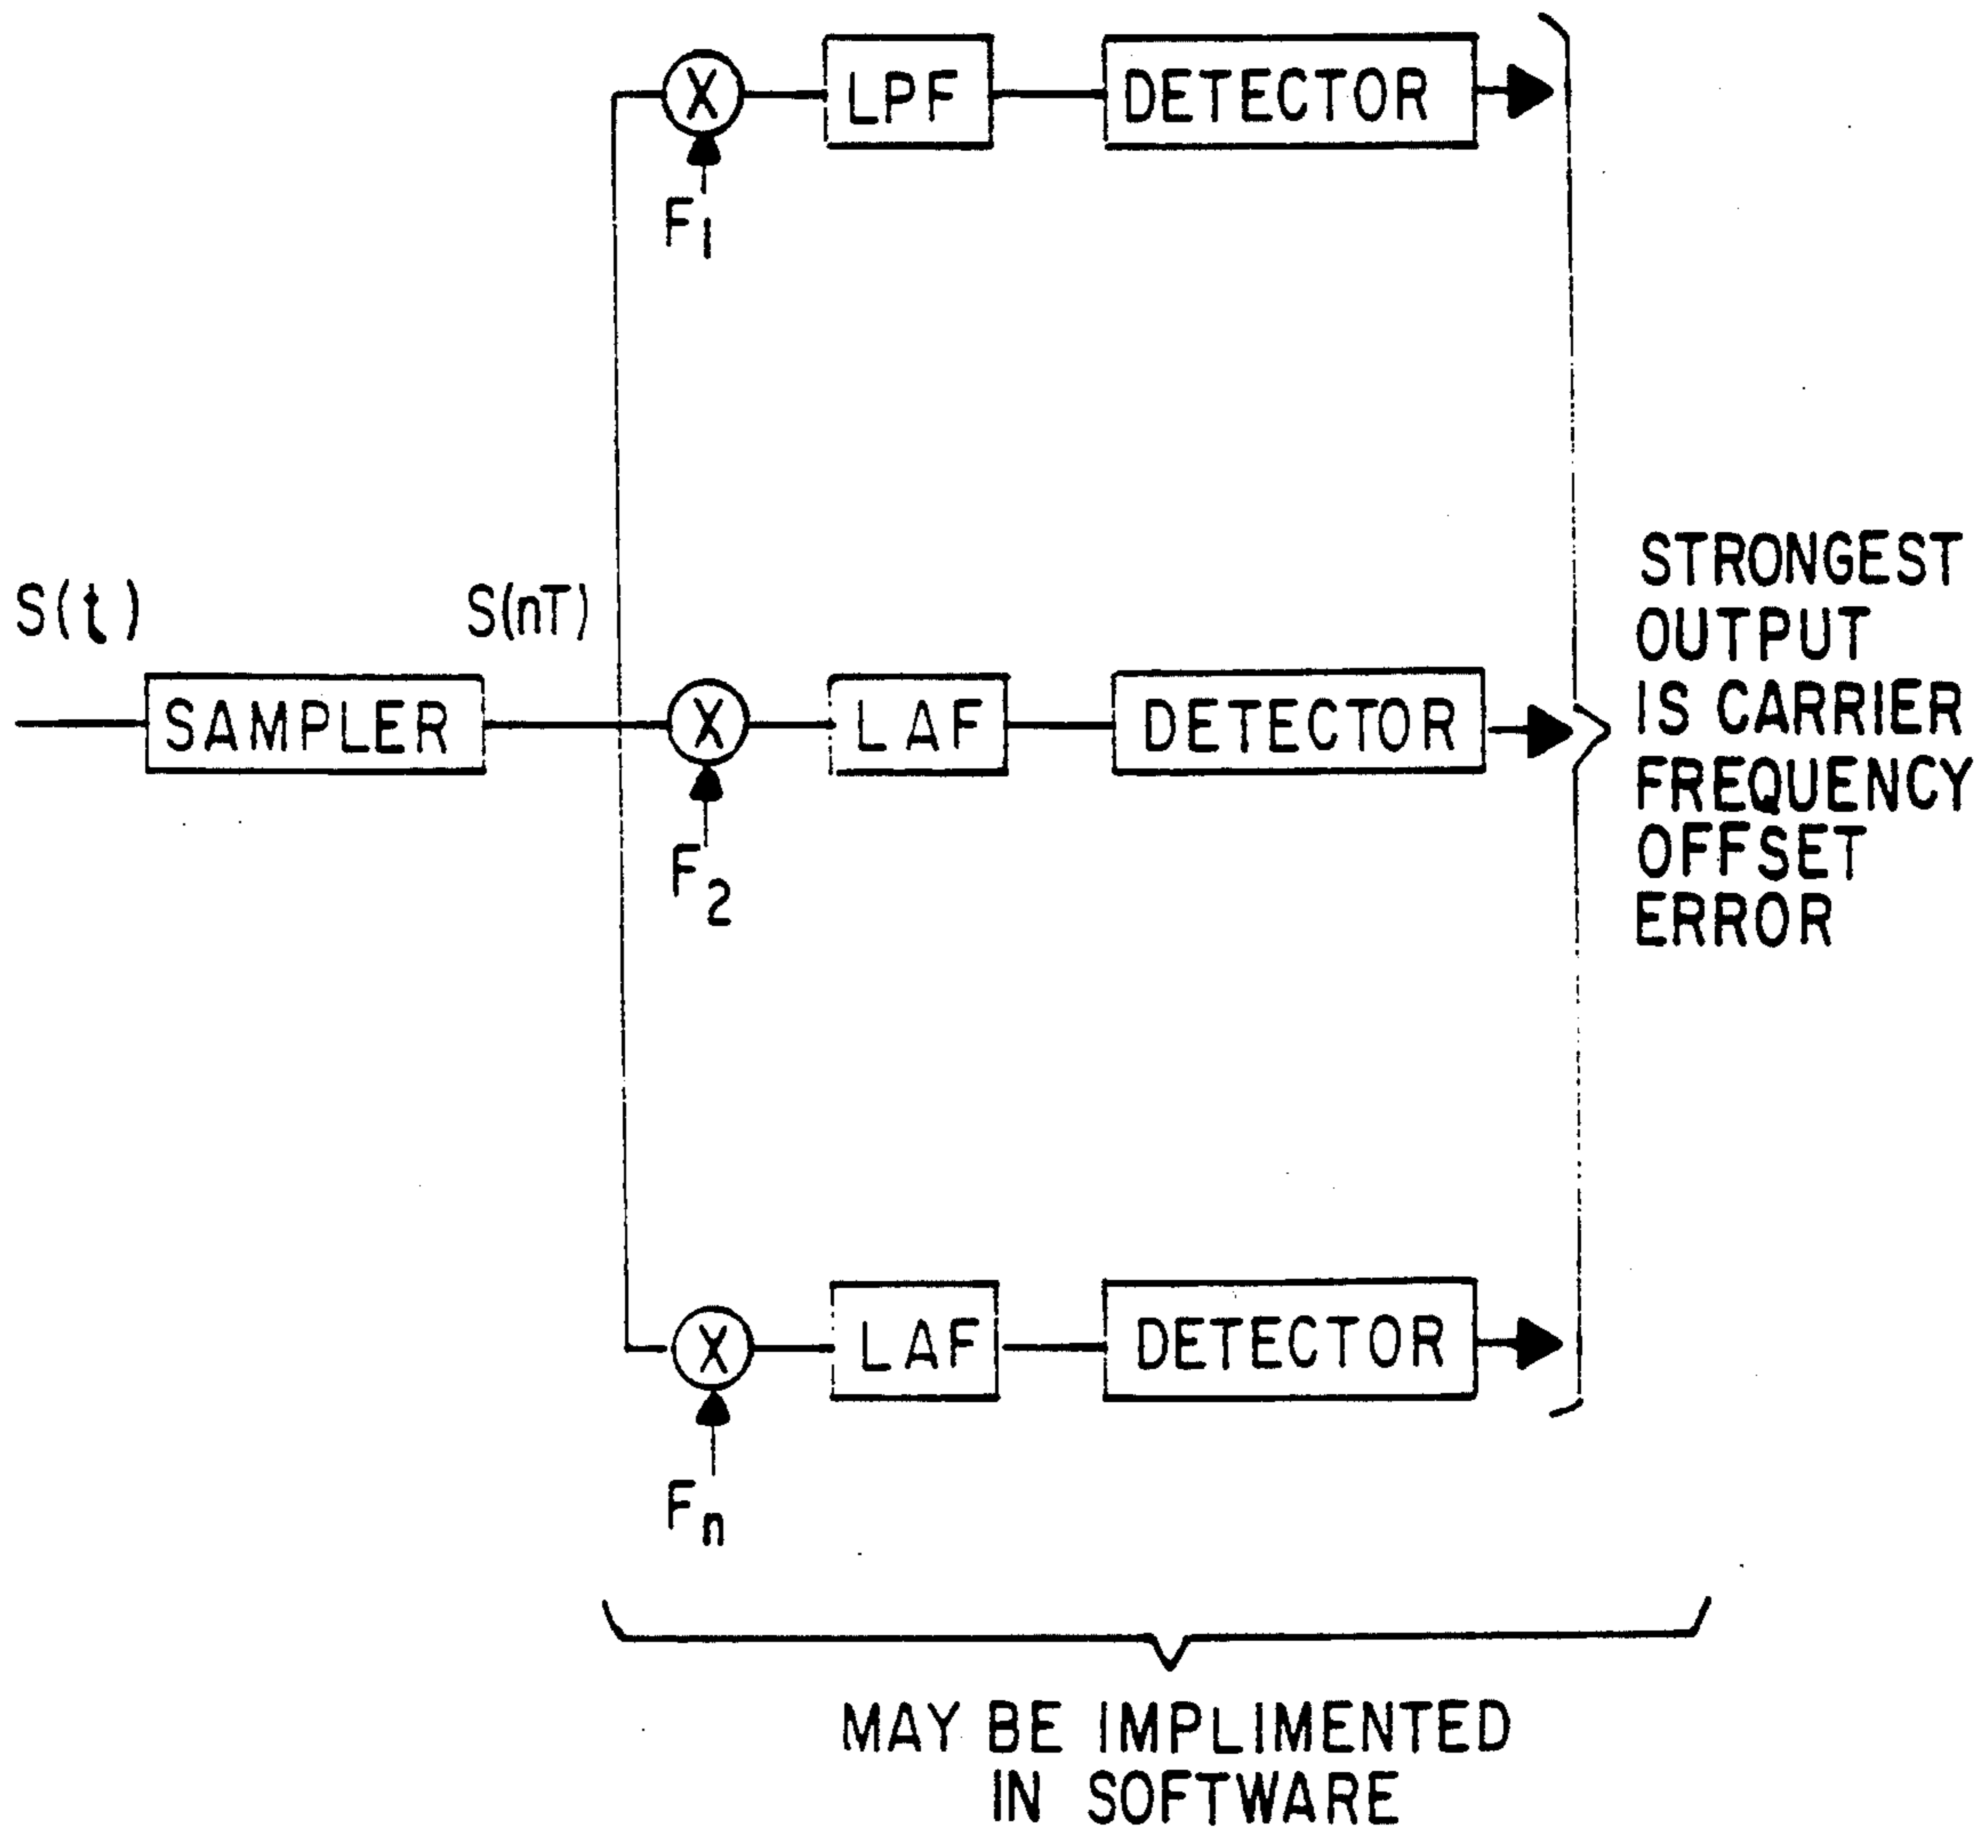 X
LPF
DETECTOR
F1
S(t)
S(nT)
SAMPLER
X
LAF
DETECTOR
F2
STRONGEST
OUTPUT
IS CARRIER
FREQUENCY
OFFSET
ERROR
X
LAF
DETECTOR
Fn
MAY BE IMPLIMENTED
IN SOFTWARE